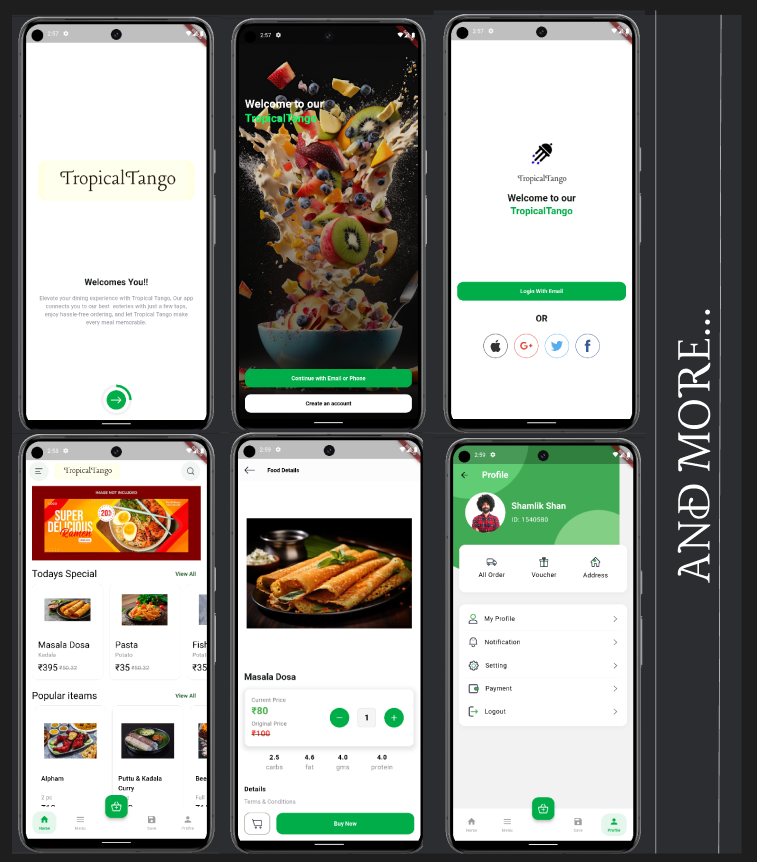 2:57
TropicalTango
Welcomes You!!
Elevate your dining experience with Tropical Tango, Our app
connects you to our best eateries with just a few taps,
enjoy hassle-free ordering, and let Tropical Tango make
every meal memorable.
2:57
Welcome to our
TropicalTango
Continue with Email or Phone
Create an account
2:57
TropicalTango
Welcome to our
TropicalTango
Login With Email
OR
G+
f
AND MORE...
2:58
TropicalTango
IMAGE NOT INCLUDED
SUPER
DELICIOUS
Ramen
20%
Todays Special
View All
Masala Dosa
Kadala
₹395 ₹50.32
Pasta
Potato
₹35 ₹50.32
Fish
Potat
₹35
Popular iteams
View All
Alpham
2 ps
Puttu & Kadala
Curry
Bee
Full
Home
Menu
Save
Profile
2:59
Food Details
Masala Dosa
Current Price
₹80
Original Price
₹100
− 1 +
2.5 4.6 4.0 4.0
carbs fat gms protein
Details
Terms & Conditions
Buy Now
2:59
Profile
Shamlik Shan
ID: 1540580
All Order
Voucher
Address
My Profile
Notification
Setting
Payment
Logout
Home
Menu
Save
Profile